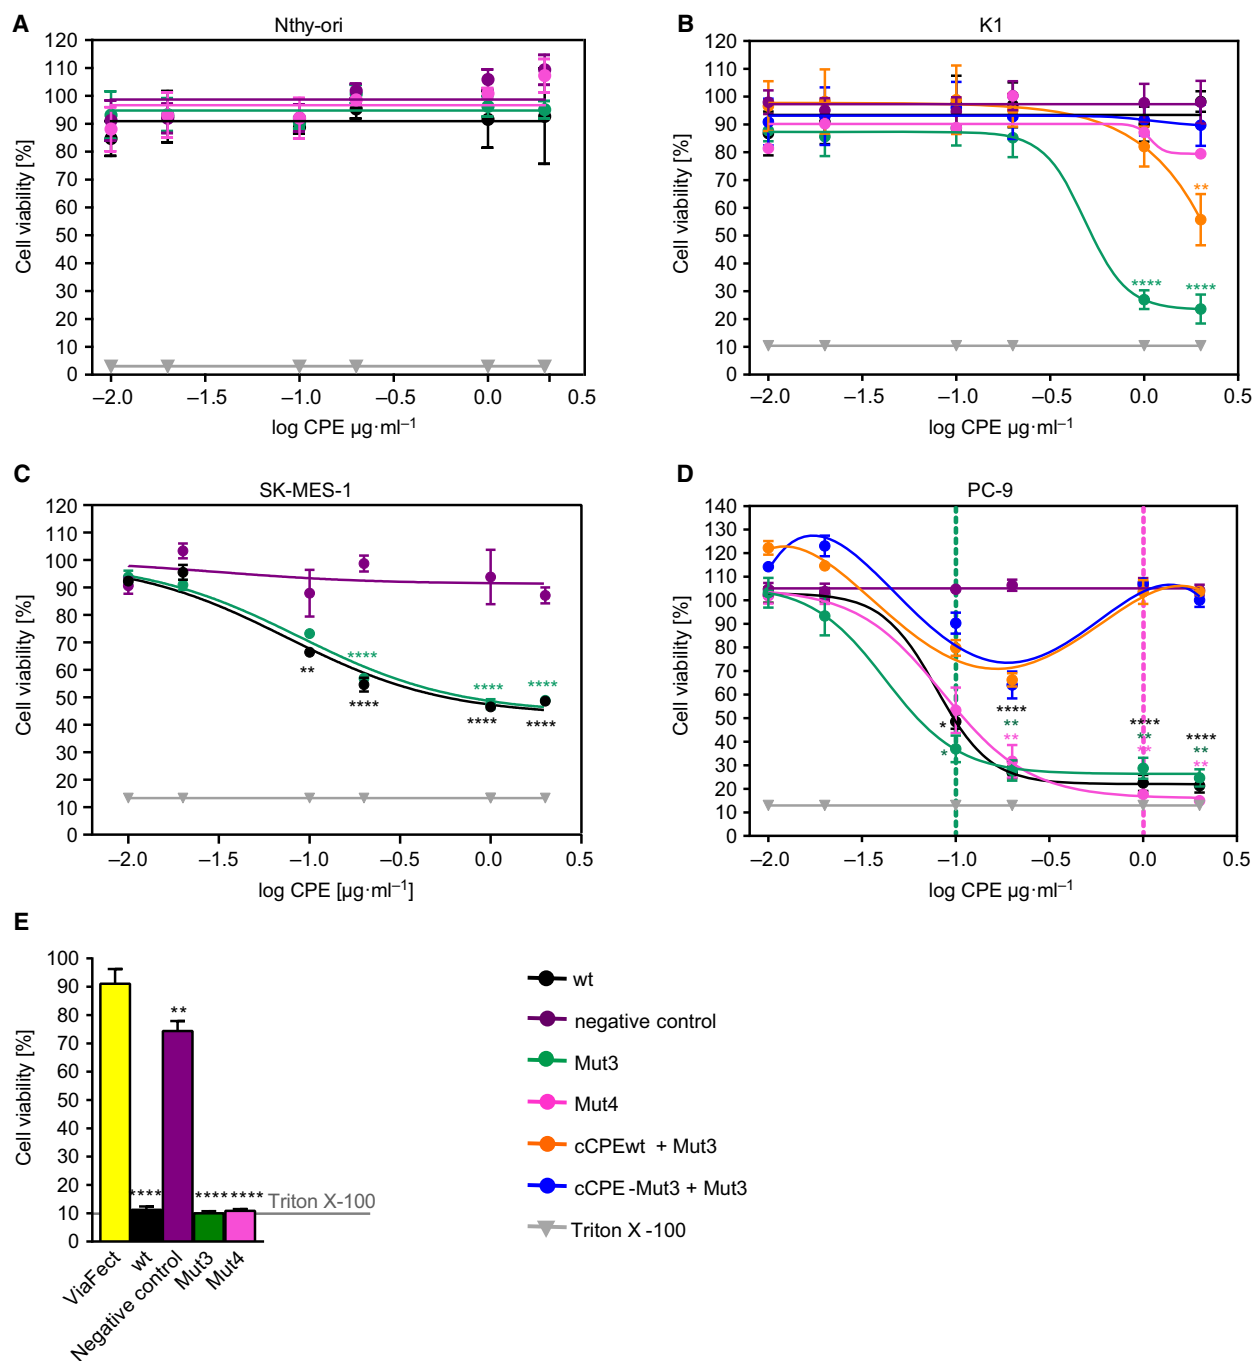 A
Nthy-ori
120
110
100
90
80
70
60
50
40
30
20
10
0
Cell viability [%]
–2.0 –1.5 –1.0 –0.5 0.0 0.5
log CPE µg·ml⁻¹
B
K1
120
110
100
90
80
70
60
50
40
30
20
10
0
Cell viability [%]
**
**** ****
–2.0 –1.5 –1.0 –0.5 0.0 0.5
log CPE µg·ml⁻¹
C
SK-MES-1
120
110
100
90
80
70
60
50
40
30
20
10
0
Cell viability [%]
**
****
****
****
****
****
****
–2.0 –1.5 –1.0 –0.5 0.0 0.5
log CPE [µg·ml⁻¹]
D
PC-9
140
130
120
110
100
90
80
70
60
50
40
30
20
10
0
Cell viability [%]
*
*
****
**
**
****
**
**
****
**
**
–2.0 –1.5 –1.0 –0.5 0.0 0.5
log CPE µg·ml⁻¹
E
100
90
80
70
60
50
40
30
20
10
0
Cell viability [%]
****
**
**** ****
Triton X-100
ViaFect
wt
Negative control
Mut3
Mut4
wt
negative control
Mut3
Mut4
cCPEwt + Mut3
cCPE-Mut3 + Mut3
Triton X -100